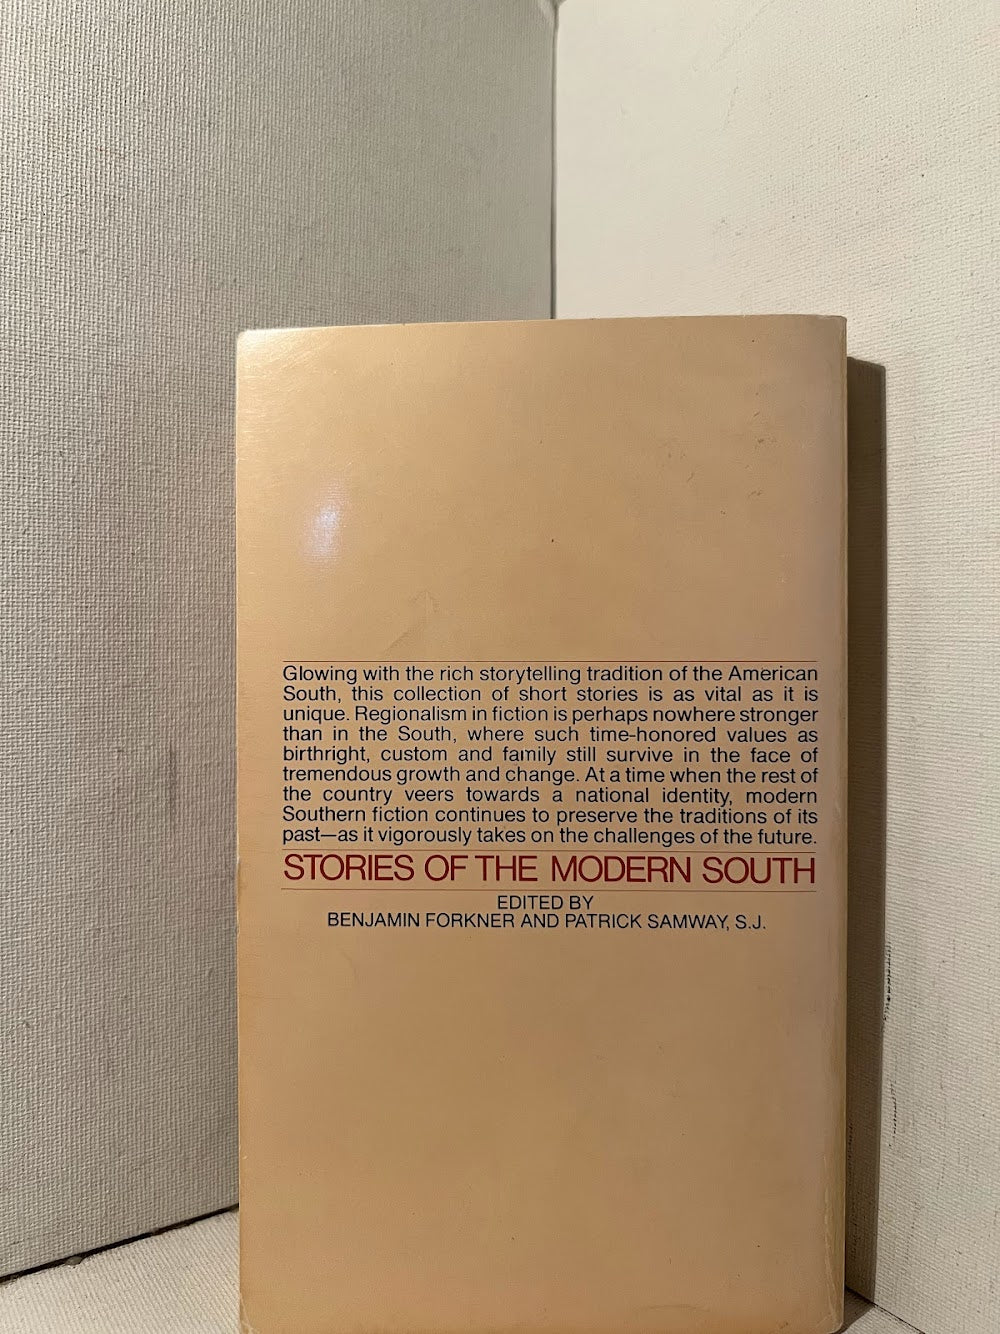 Glowing with the rich storytelling tradition of the American
South, this collection of short stories is as vital as it is
unique. Regionalism in fiction is perhaps nowhere stronger
than in the South, where such time-honored values as
birthright, custom and family still survive in the face of
tremendous growth and change. At a time when the rest of
the country veers towards a national identity, modern
Southern fiction continues to preserve the traditions of its
past—as it vigorously takes on the challenges of the future.
STORIES OF THE MODERN SOUTH
EDITED BY
BENJAMIN FORKNER AND PATRICK SAMWAY, S.J.